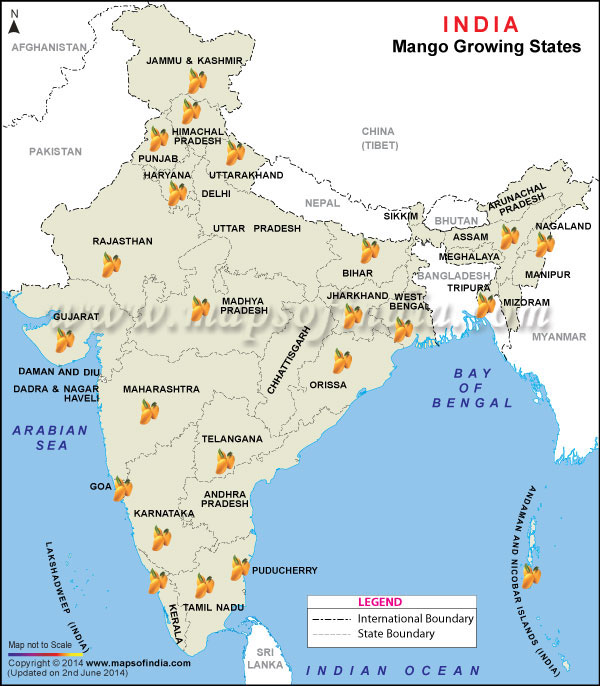 INDIA
Mango Growing States
N
AFGHANISTAN
JAMMU & KASHMIR
CHINA
(TIBET)
PAKISTAN
HIMACHAL
PRADESH
PUNJAB
HARYANA
UTTARAKHAND
DELHI
NEPAL
ARUNACHAL
PRADESH
SIKKIM
BHUTAN
NAGALAND
RAJASTHAN
UTTAR PRADESH
ASSAM
MEGHALAYA
BIHAR
BANGLADESH
MANIPUR
TRIPURA
JHARKHAND
WEST
BENGAL
MIZORAM
GUJARAT
MADHYA
PRADESH
www.mapsofindia.com
MYANMAR
CHHATTISGARH
DAMAN AND DIU
DADRA & NAGAR
HAVELI
MAHARASHTRA
ORISSA
BAY
OF
BENGAL
ARABIAN
SEA
TELANGANA
GOA
ANDHRA
PRADESH
KARNATAKA
ANDAMAN AND NICOBAR ISLANDS (INDIA)
LAKSHADWEEP (INDIA)
PUDUCHERRY
KERALA
TAMIL NADU
LEGEND
International Boundary
State Boundary
SRI
LANKA
INDIAN OCEAN
Map not to Scale
Copyright © 2014 www.mapsofindia.com
(Updated on 2nd June 2014)